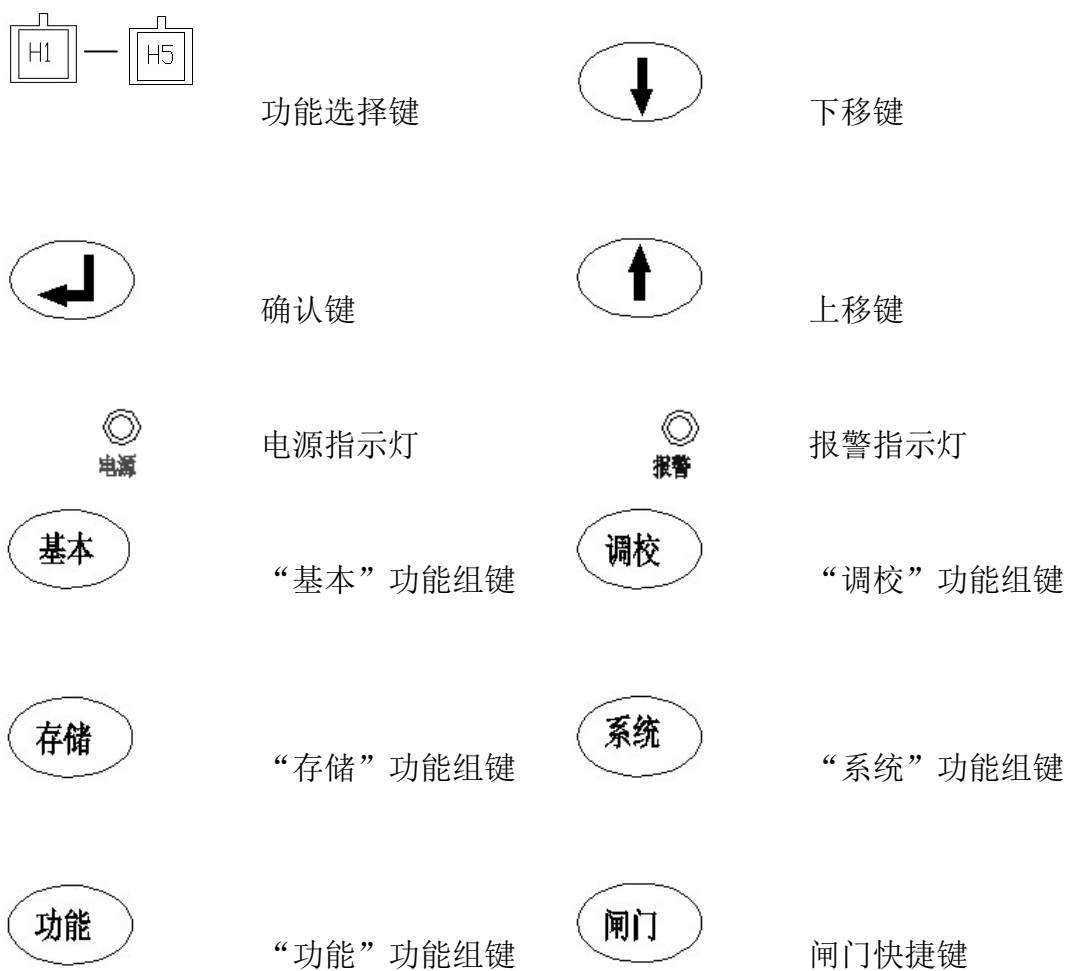 H1 — H5
功能选择键
下移键
确认键
上移键
电源
电源指示灯
报警
报警指示灯
基本
“基本”功能组键
调校
“调校”功能组键
存储
“存储”功能组键
系统
“系统”功能组键
功能
“功能”功能组键
闸门
闸门快捷键